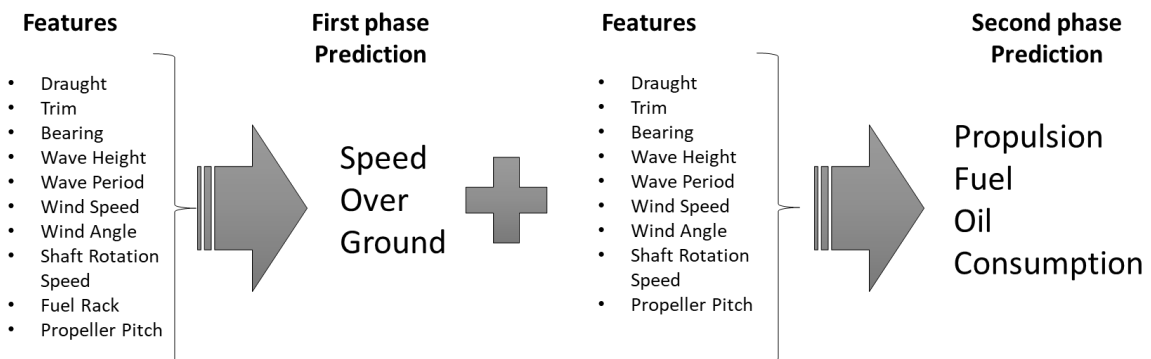 Features
• Draught
• Trim
• Bearing
• Wave Height
• Wave Period
• Wind Speed
• Wind Angle
• Shaft Rotation
Speed
• Fuel Rack
• Propeller Pitch
First phase
Prediction
Speed
Over
Ground
Features
• Draught
• Trim
• Bearing
• Wave Height
• Wave Period
• Wind Speed
• Wind Angle
• Shaft Rotation
Speed
• Propeller Pitch
Second phase
Prediction
Propulsion
Fuel
Oil
Consumption